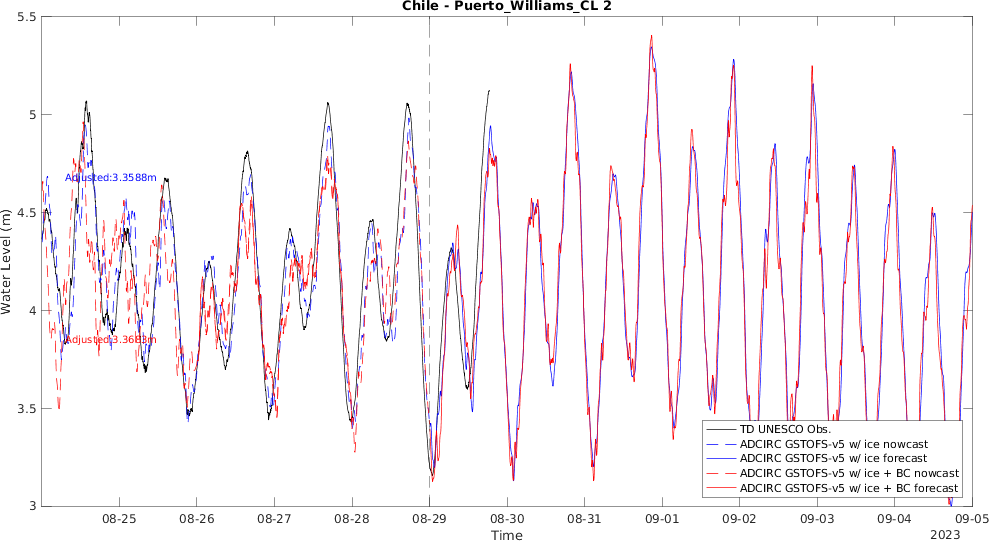 Chile - Puerto_Williams_CL 2
5.5
5
4.5
4
3.5
3
Water Level (m)
Adjusted:3.3588m
Adjusted:3.3683m
TD UNESCO Obs.
ADCIRC GSTOFS-v5 w/ ice nowcast
ADCIRC GSTOFS-v5 w/ ice forecast
ADCIRC GSTOFS-v5 w/ ice + BC nowcast
ADCIRC GSTOFS-v5 w/ ice + BC forecast
08-25 08-26 08-27 08-28 08-29 08-30 08-31 09-01 09-02 09-03 09-04 09-05
Time
2023